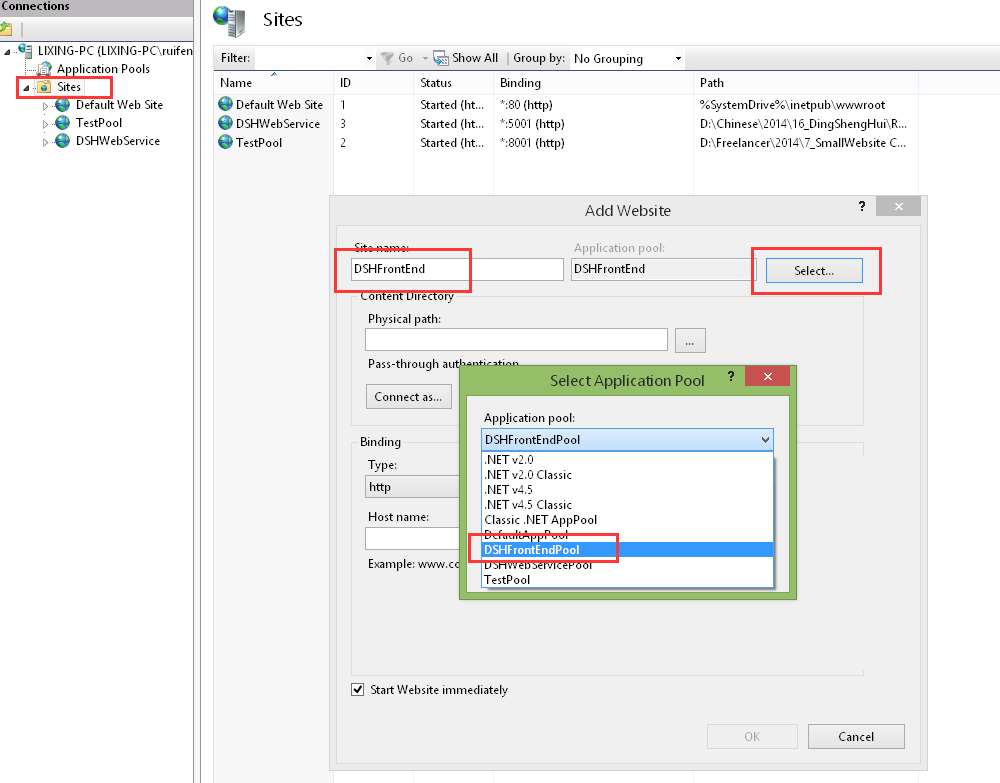 Connections
LIXING-PC (LIXING-PC\ruifen
Application Pools
Sites
Default Web Site
TestPool
DSHWebService
Sites
Filter: Go Show All Group by: No Grouping
Name ID Status Binding Path
Default Web Site 1 Started (ht... *:80 (http) %SystemDrive%\inetpub\wwwroot
DSHWebService 3 Started (ht... *:5001 (http) D:\Chinese\2014\16_DingShengHui\R...
TestPool 2 Started (ht... *:8001 (http) D:\Freelancer\2014\7_SmallWebsite C...
Add Website
?
Site name: Application pool:
DSHFrontEnd DSHFrontEnd Select...
Content Directory
Physical path:
...
Pass-through authentication
Connect as...
Select Application Pool
?
Application pool:
DSHFrontEndPool
.NET v2.0
.NET v2.0 Classic
.NET v4.5
.NET v4.5 Classic
Classic .NET AppPool
DefaultAppPool
DSHFrontEndPool
DSHWebServicePool
TestPool
Binding
Type:
http
Host name:
Example: www.co
Start Website immediately
OK Cancel